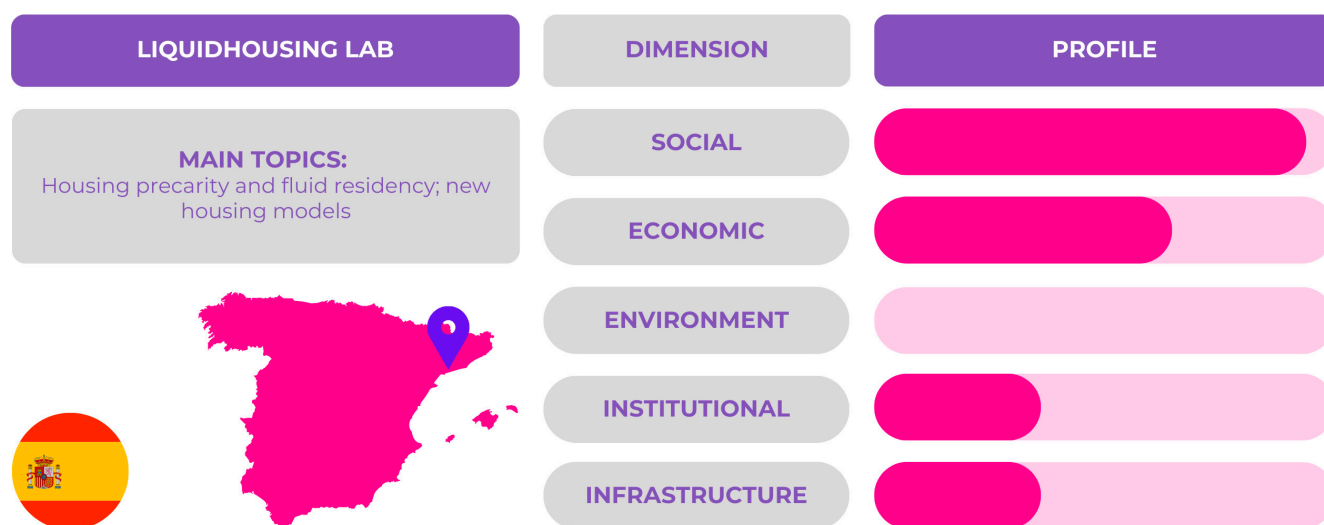 LIQUIDHOUSING LAB
DIMENSION
PROFILE
MAIN TOPICS:
Housing precarity and fluid residency; new
housing models
SOCIAL
ECONOMIC
ENVIRONMENT
INSTITUTIONAL
INFRASTRUCTURE